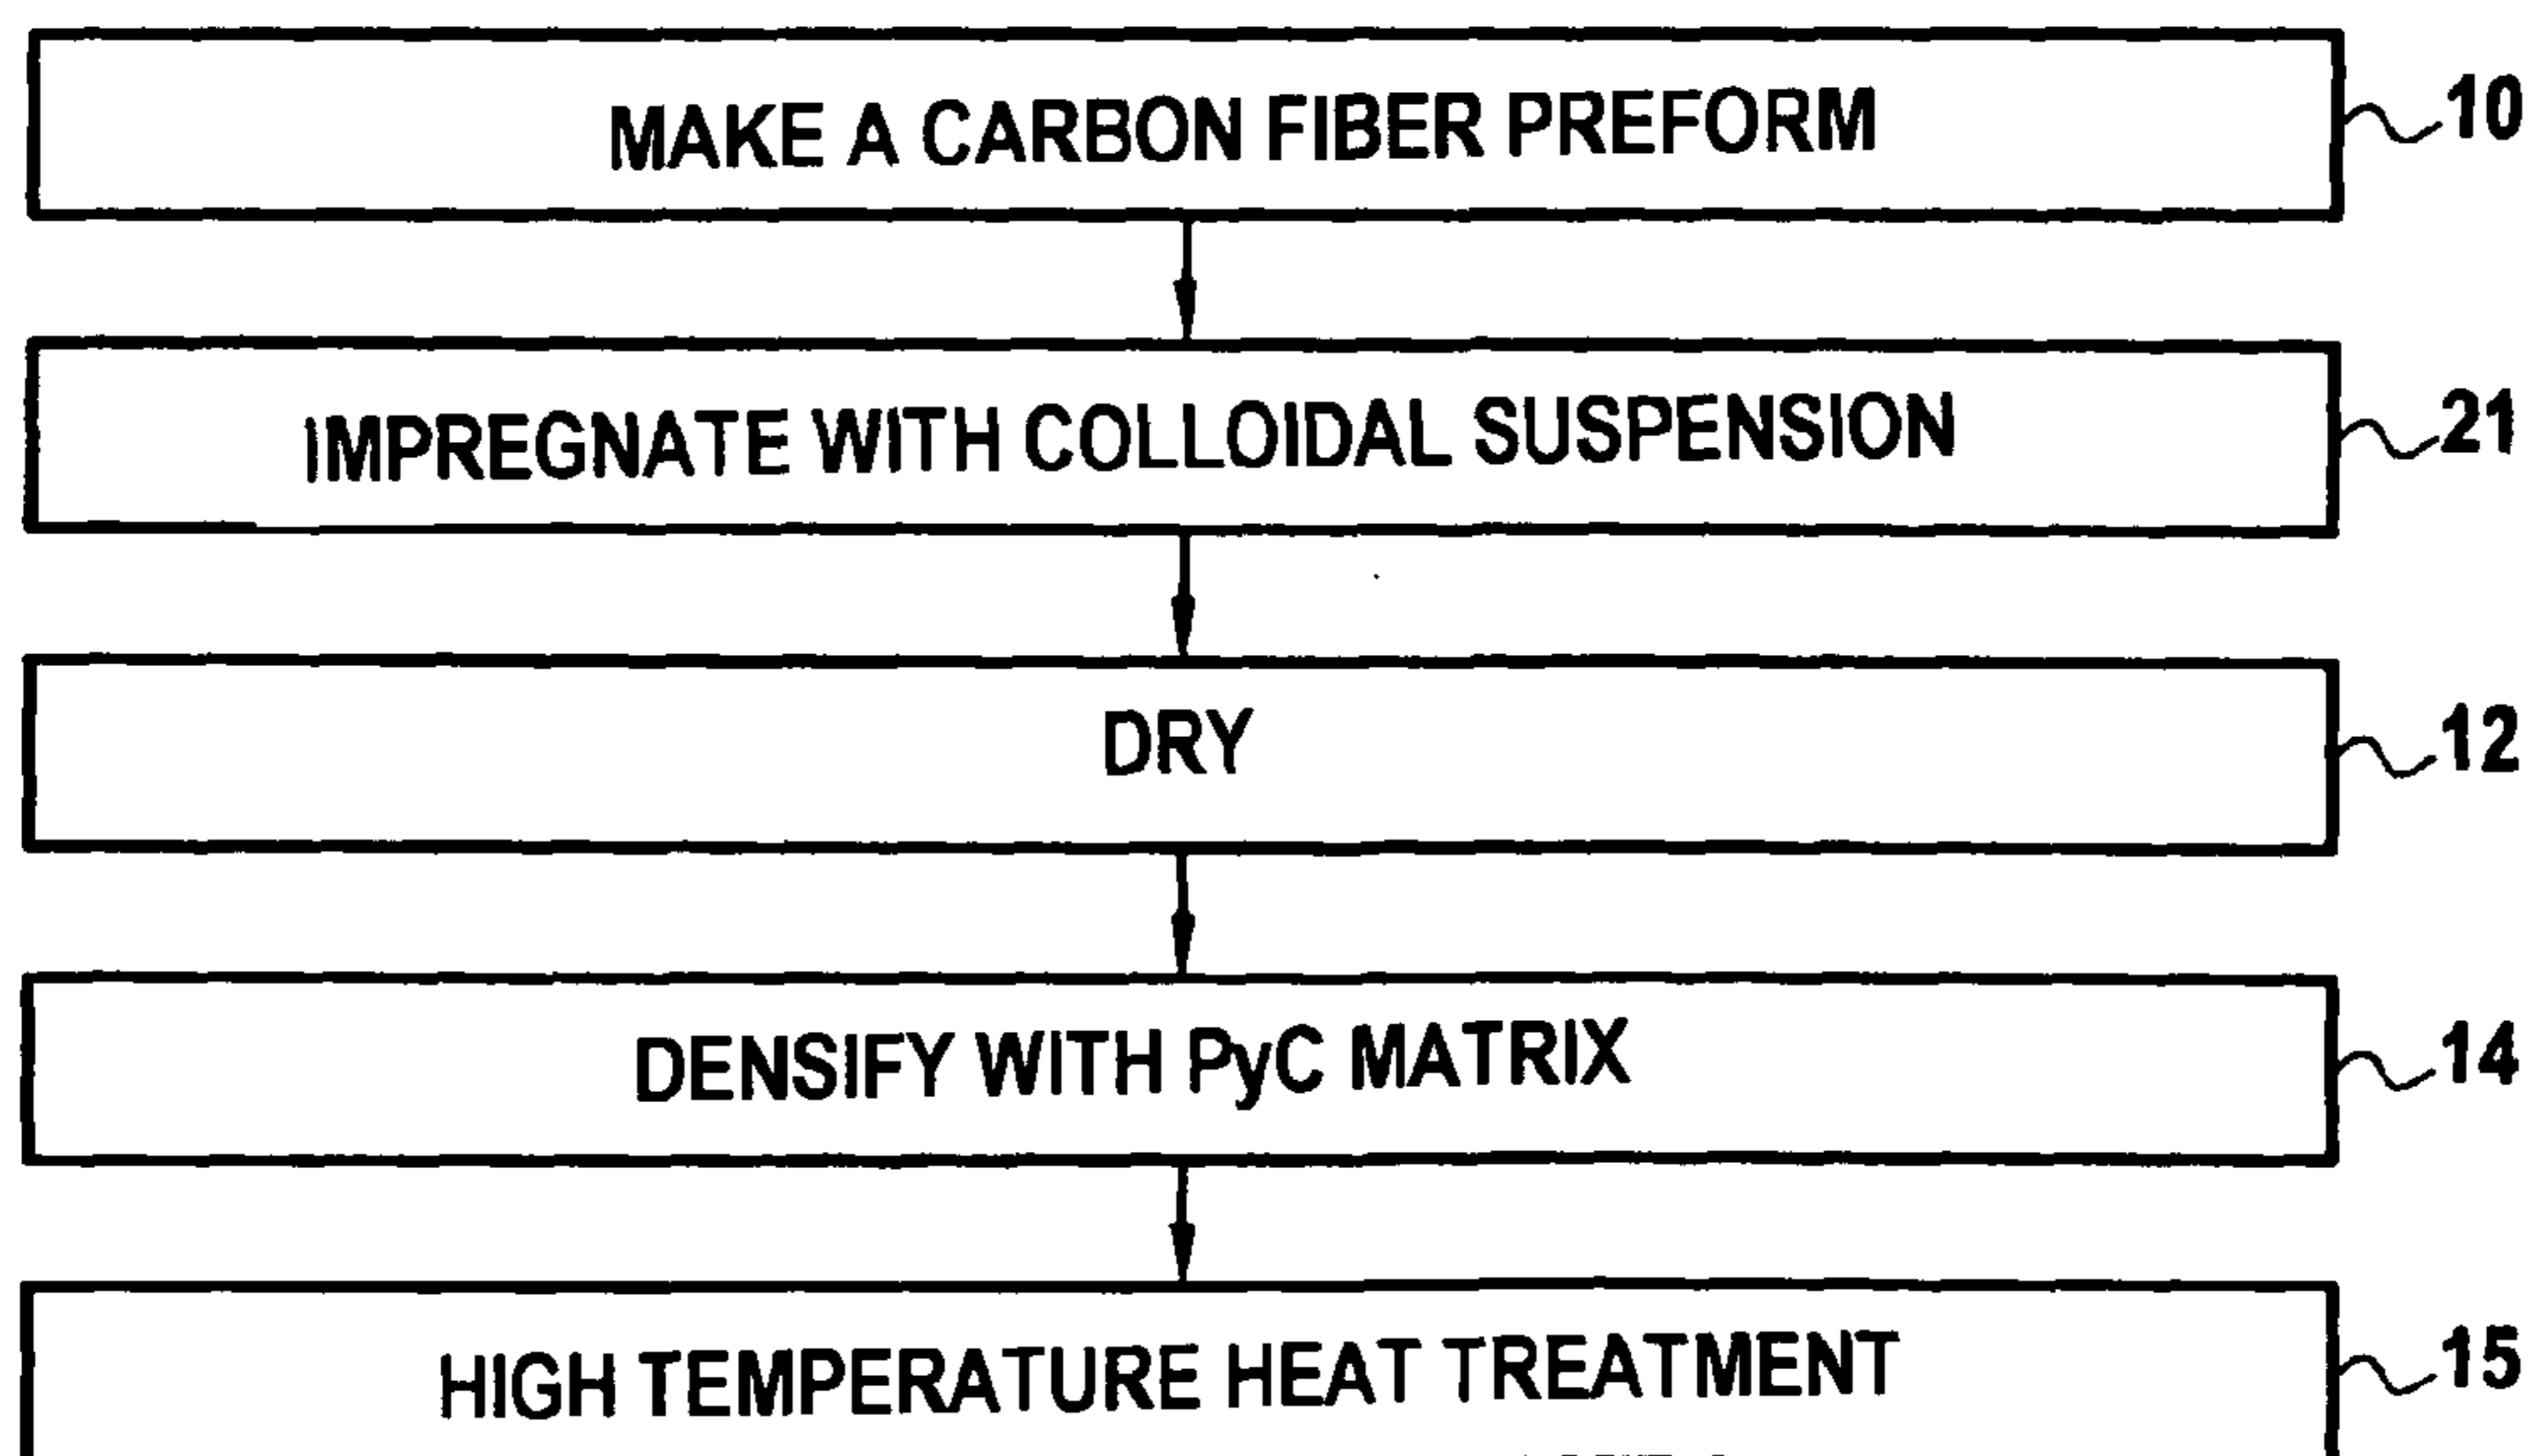 MAKE A CARBON FIBER PREFORM 10
IMPREGNATE WITH COLLOIDAL SUSPENSION 21
DRY 12
DENSIFY WITH PyC MATRIX 14
HIGH TEMPERATURE HEAT TREATMENT 15